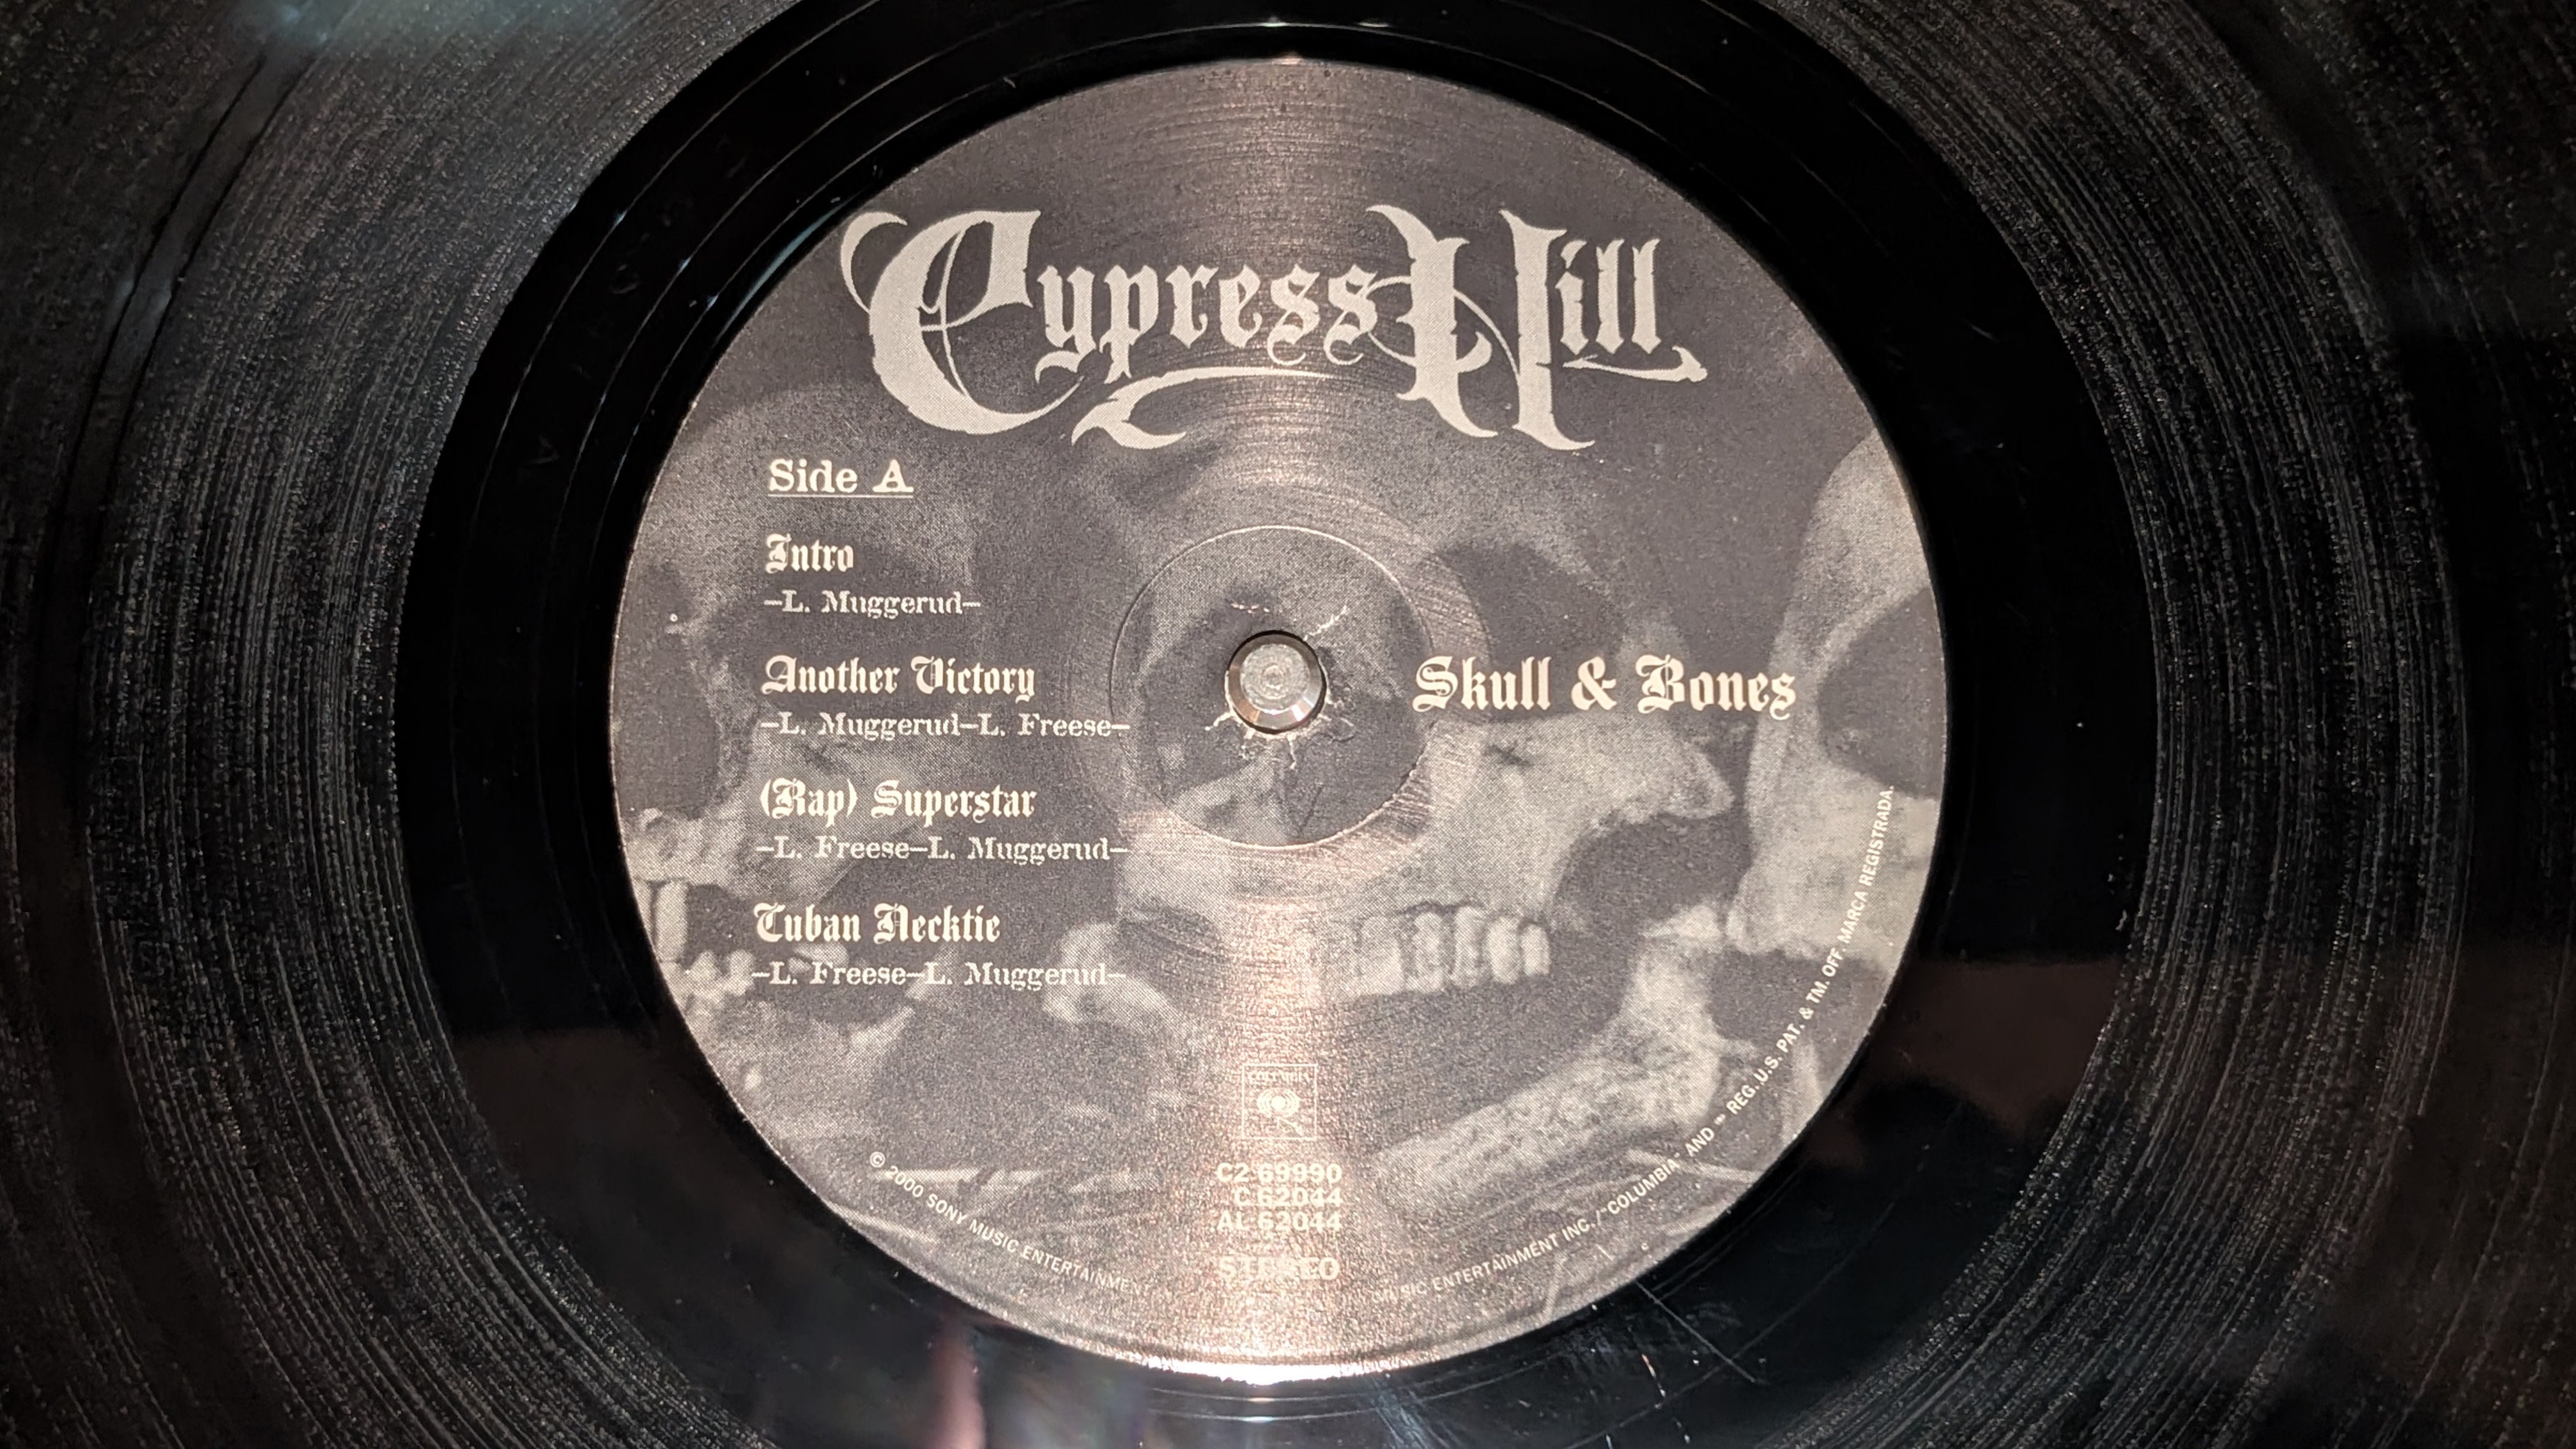 Cypress Hill
Side A
Intro
–L. Muggerud–
Another Victory
–L. Muggerud–L. Freese–
(Rap) Superstar
–L. Freese–L. Muggerud–
Cuban Necktie
–L. Freese–L. Muggerud–
Skull & Bones
COLUMBIA
C2 69990
C 62044
AL 62044
STEREO
© 2000 SONY MUSIC ENTERTAINMENT
MUSIC ENTERTAINMENT INC. / "COLUMBIA" AND REG. U.S. PAT. & TM. OFF. MARCA REGISTRADA.